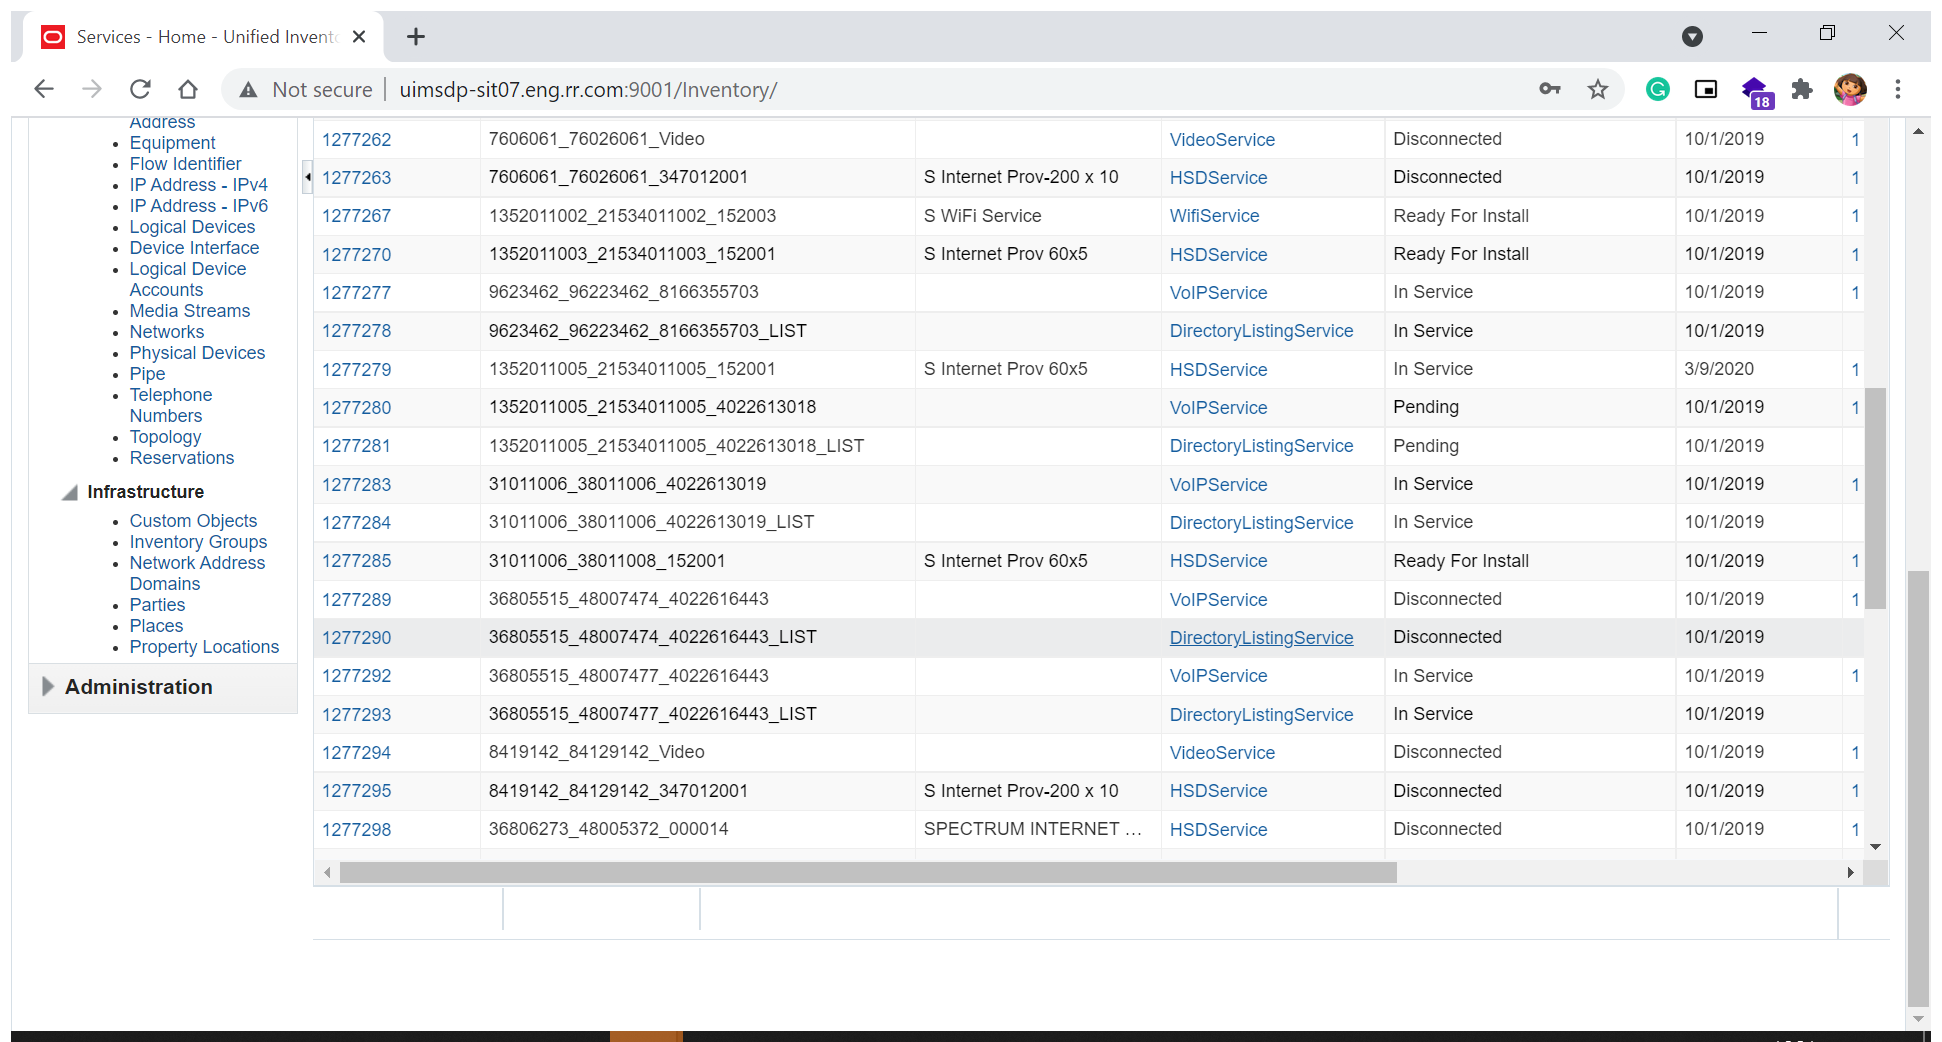 Services - Home - Unified Invent
Not secure
uimsdp-sit07.eng.rr.com:9001/Inventory/
18
Address
Equipment
Flow Identifier
IP Address - IPv4
IP Address - IPv6
Logical Devices
Device Interface
Logical Device
Accounts
Media Streams
Networks
Physical Devices
Pipe
Telephone
Numbers
Topology
Reservations
Infrastructure
Custom Objects
Inventory Groups
Network Address
Domains
Parties
Places
Property Locations
Administration
1277262 7606061_76026061_Video VideoService Disconnected 10/1/2019 1
1277263 7606061_76026061_347012001 S Internet Prov-200 x 10 HSDService Disconnected 10/1/2019 1
1277267 1352011002_21534011002_152003 S WiFi Service WifiService Ready For Install 10/1/2019 1
1277270 1352011003_21534011003_152001 S Internet Prov 60x5 HSDService Ready For Install 10/1/2019 1
1277277 9623462_96223462_8166355703 VoIPService In Service 10/1/2019 1
1277278 9623462_96223462_8166355703_LIST DirectoryListingService In Service 10/1/2019
1277279 1352011005_21534011005_152001 S Internet Prov 60x5 HSDService In Service 3/9/2020 1
1277280 1352011005_21534011005_4022613018 VoIPService Pending 10/1/2019 1
1277281 1352011005_21534011005_4022613018_LIST DirectoryListingService Pending 10/1/2019
1277283 31011006_38011006_4022613019 VoIPService In Service 10/1/2019 1
1277284 31011006_38011006_4022613019_LIST DirectoryListingService In Service 10/1/2019
1277285 31011006_38011008_152001 S Internet Prov 60x5 HSDService Ready For Install 10/1/2019 1
1277289 36805515_48007474_4022616443 VoIPService Disconnected 10/1/2019 1
1277290 36805515_48007474_4022616443_LIST DirectoryListingService Disconnected 10/1/2019
1277292 36805515_48007477_4022616443 VoIPService In Service 10/1/2019 1
1277293 36805515_48007477_4022616443_LIST DirectoryListingService In Service 10/1/2019
1277294 8419142_84129142_Video VideoService Disconnected 10/1/2019 1
1277295 8419142_84129142_347012001 S Internet Prov-200 x 10 HSDService Disconnected 10/1/2019 1
1277298 36806273_48005372_000014 SPECTRUM INTERNET ... HSDService Disconnected 10/1/2019 1